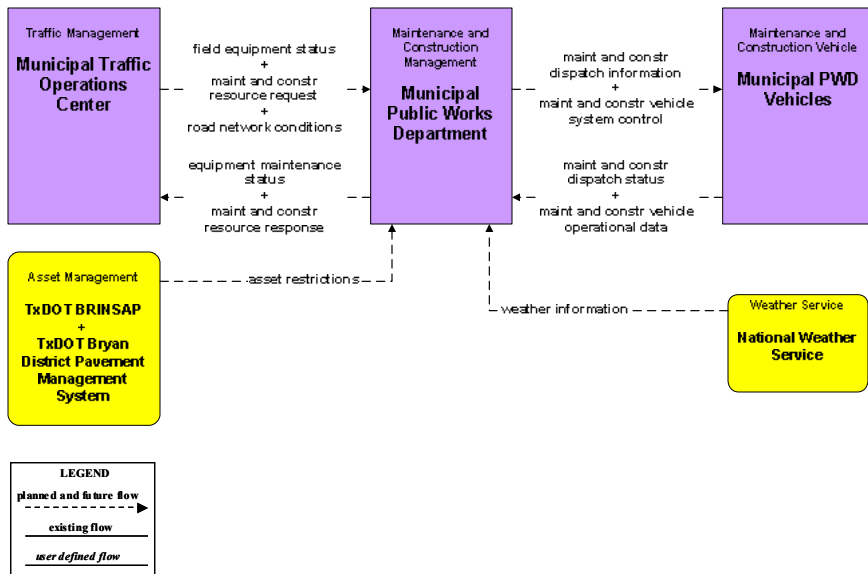 Traffic Management
Municipal Traffic
Operations
Center
field equipment status
+
maint and constr
resource request
+
road network conditions
equipment maintenance
status
+
maint and constr
resource response
Maintenance and
Construction
Management
Municipal
Public Works
Department
maint and constr
dispatch information
+
maint and constr vehicle
system control
maint and constr
dispatch status
+
maint and constr vehicle
operational data
Maintenance and
Construction Vehicle
Municipal PWD
Vehicles
Asset Management
TxDOT BRINSAP
+
TxDOT Bryan
District Pavement
Management
System
asset restrictions
weather information
Weather Service
National Weather
Service
LEGEND
planned and future flow
existing flow
user defined flow